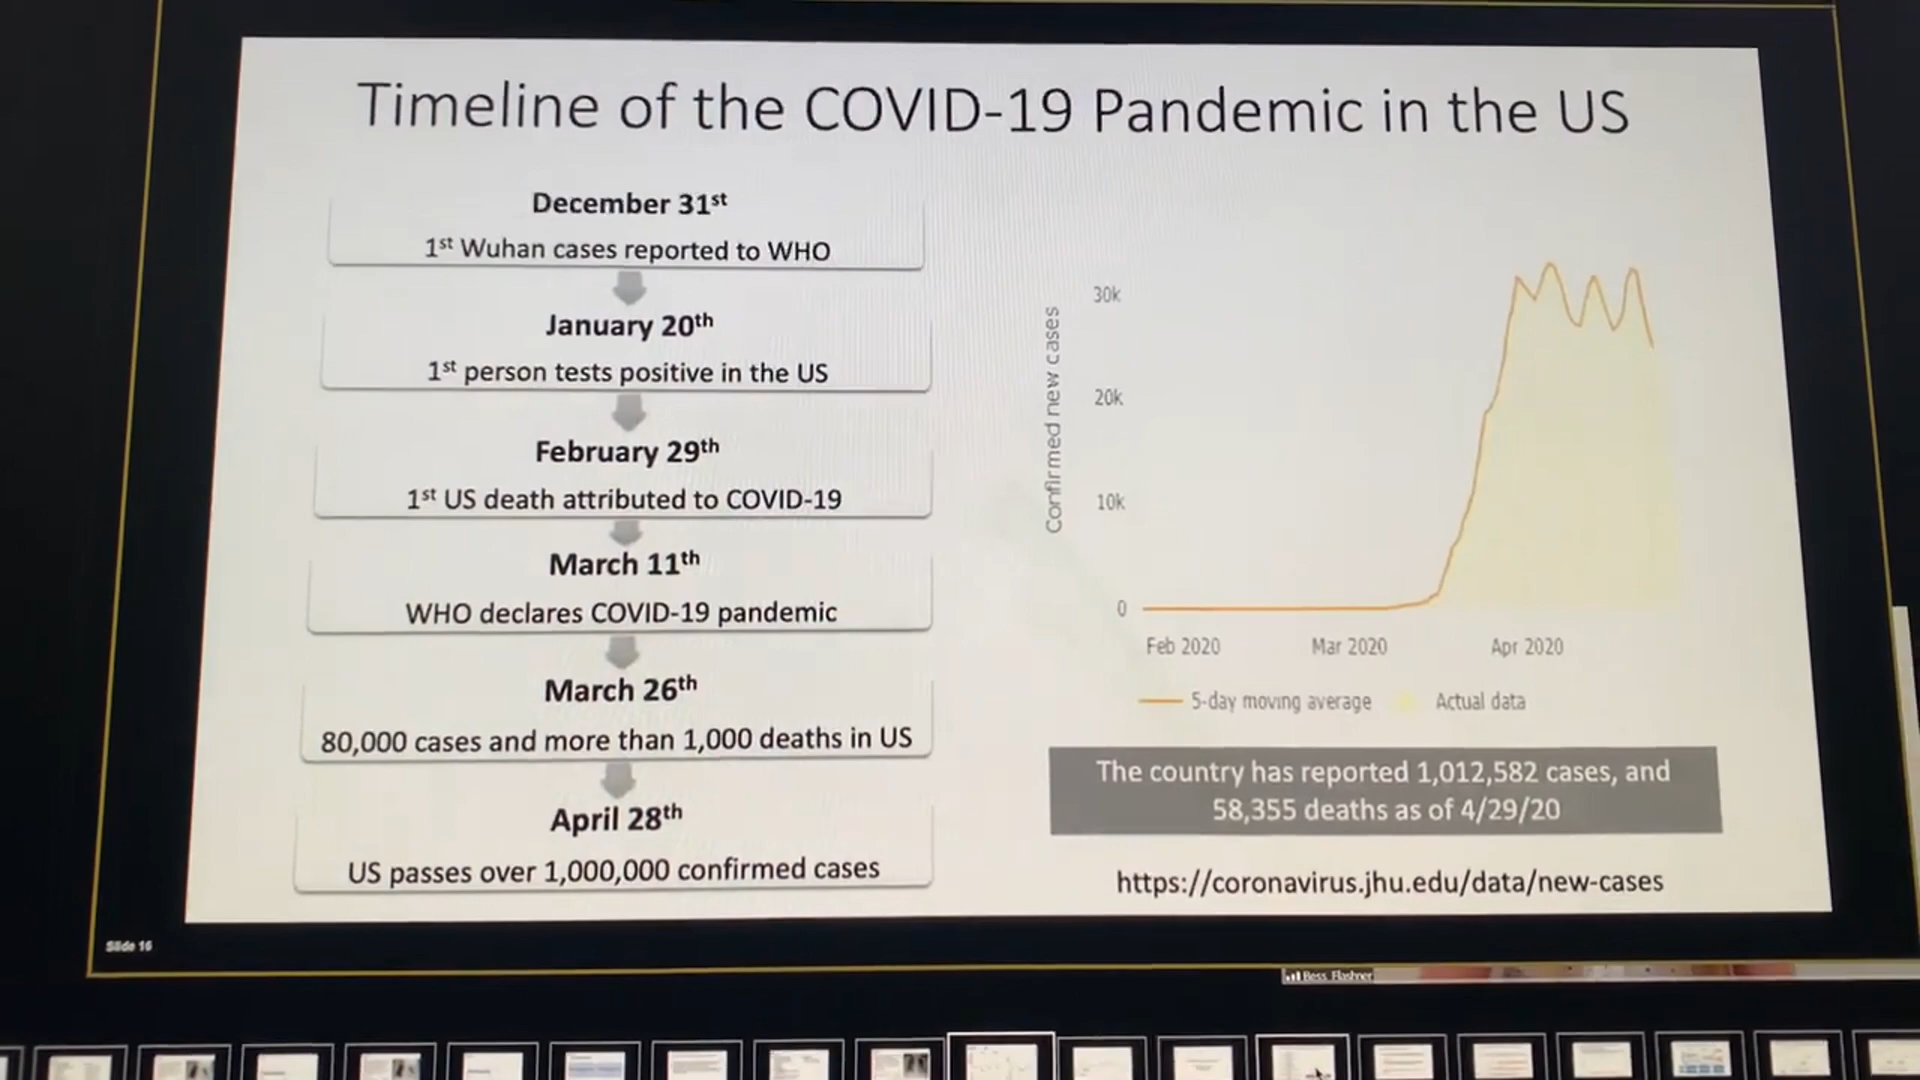 Timeline of the COVID-19 Pandemic in the US
December 31st
1st Wuhan cases reported to WHO
January 20th
1st person tests positive in the US
February 29th
1st US death attributed to COVID-19
March 11th
WHO declares COVID-19 pandemic
March 26th
80,000 cases and more than 1,000 deaths in US
April 28th
US passes over 1,000,000 confirmed cases
Confirmed new cases
30k
20k
10k
0
Feb 2020 Mar 2020 Apr 2020
5-day moving average Actual data
The country has reported 1,012,582 cases, and
58,355 deaths as of 4/29/20
https://coronavirus.jhu.edu/data/new-cases
Slide 16
Bess Flashner